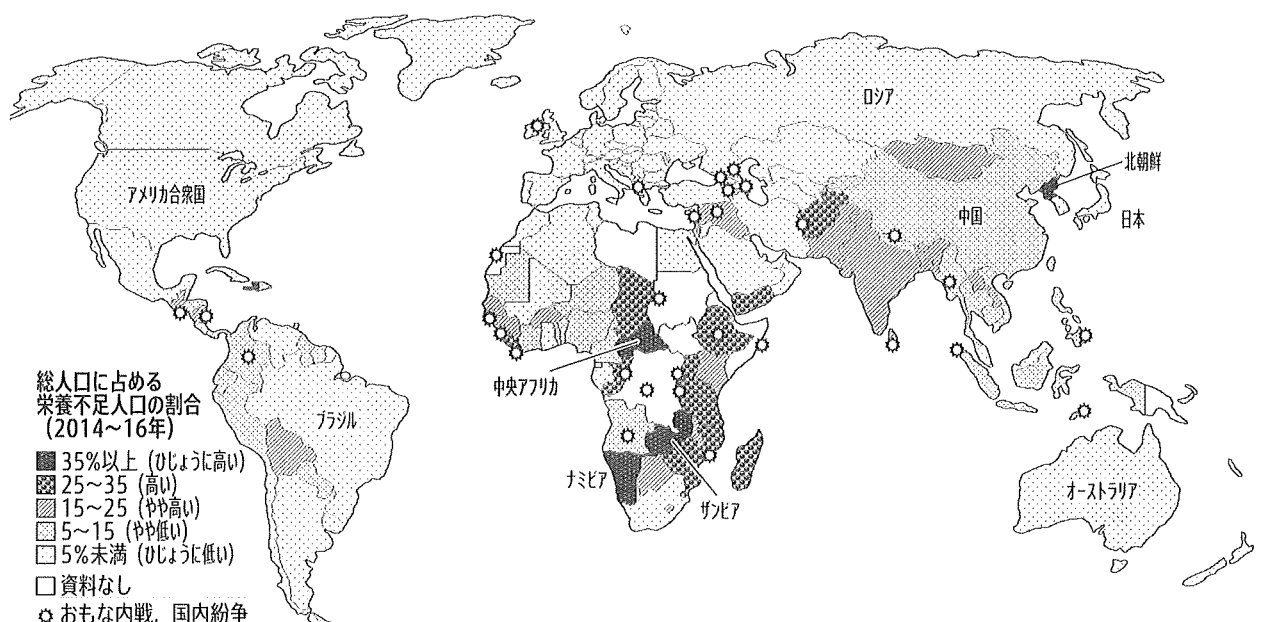 ロシア
北朝鮮
アメリカ合衆国
中国
日本
中央アフリカ
総人口に占める
栄養不足人口の割合
(2014～16年)
ブラジル
35%以上 (ひじょうに高い)
25～35 (高い)
15～25 (やや高い)
5～15 (やや低い)
5%未満 (ひじょうに低い)
資料なし
おもな内戦，国内紛争
ナミビア
ザンビア
オーストラリア